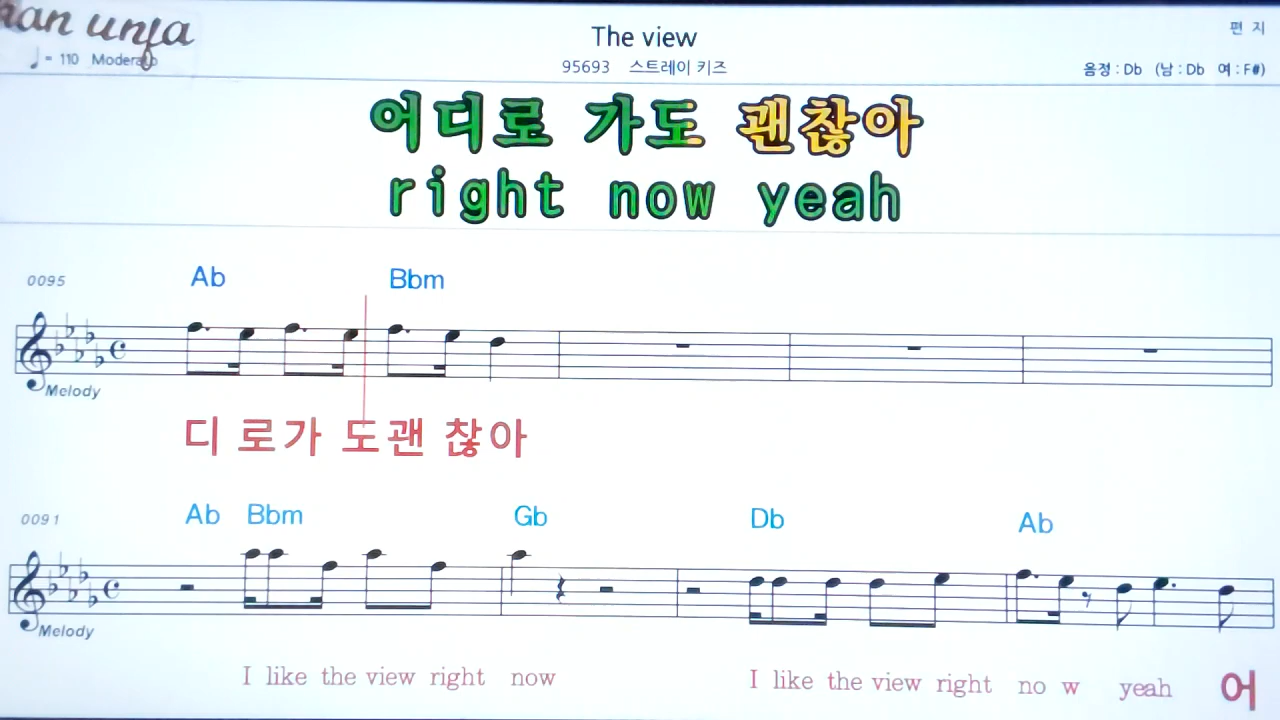 an unja
♩= 110 Moderato
The view
95693 스트레이 키즈
편 지
음정 : Db (남 : Db 여 : F#)
어디로 가도 괜찮아
right now yeah
0095
Ab Bbm
Melody
디 로가 도괜 찮아
0091
Ab Bbm Gb Db Ab
Melody
I like the view right now I like the view right no w yeah 어